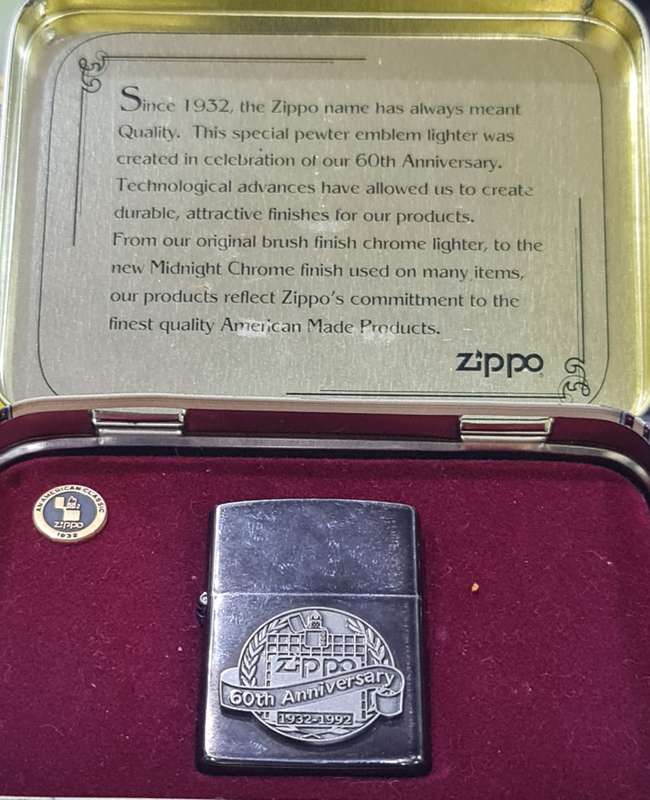 Since 1932, the Zippo name has always meant
Quality. This special pewter emblem lighter was
created in celebration of our 60th Anniversary.
Technological advances have allowed us to create
durable, attractive finishes for our products.
From our original brush finish chrome lighter, to the
new Midnight Chrome finish used on many items,
our products reflect Zippo's committment to the
finest quality American Made Products.
Zippo
AN AMERICAN CLASSIC
Zippo
1932
Zippo
60th Anniversary
1932-1992